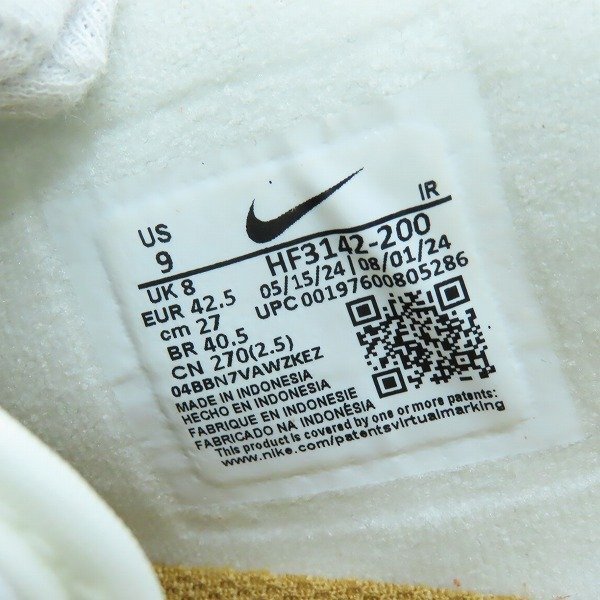 US
9
IR
HF3142-200
UK 8
05/15/24 | 08/01/24
EUR 42.5
UPC 00197600805286
cm 27
BR 40.5
CN 270(2.5)
04BBN7VAWZKEZ
MADE IN INDONESIA
HECHO EN INDONESIA
FABRIQUE EN INDONESIE
FABRICADO NA INDONÉSIA
This product is covered by one or more patents:
www.nike.com/patentsvirtualmarking